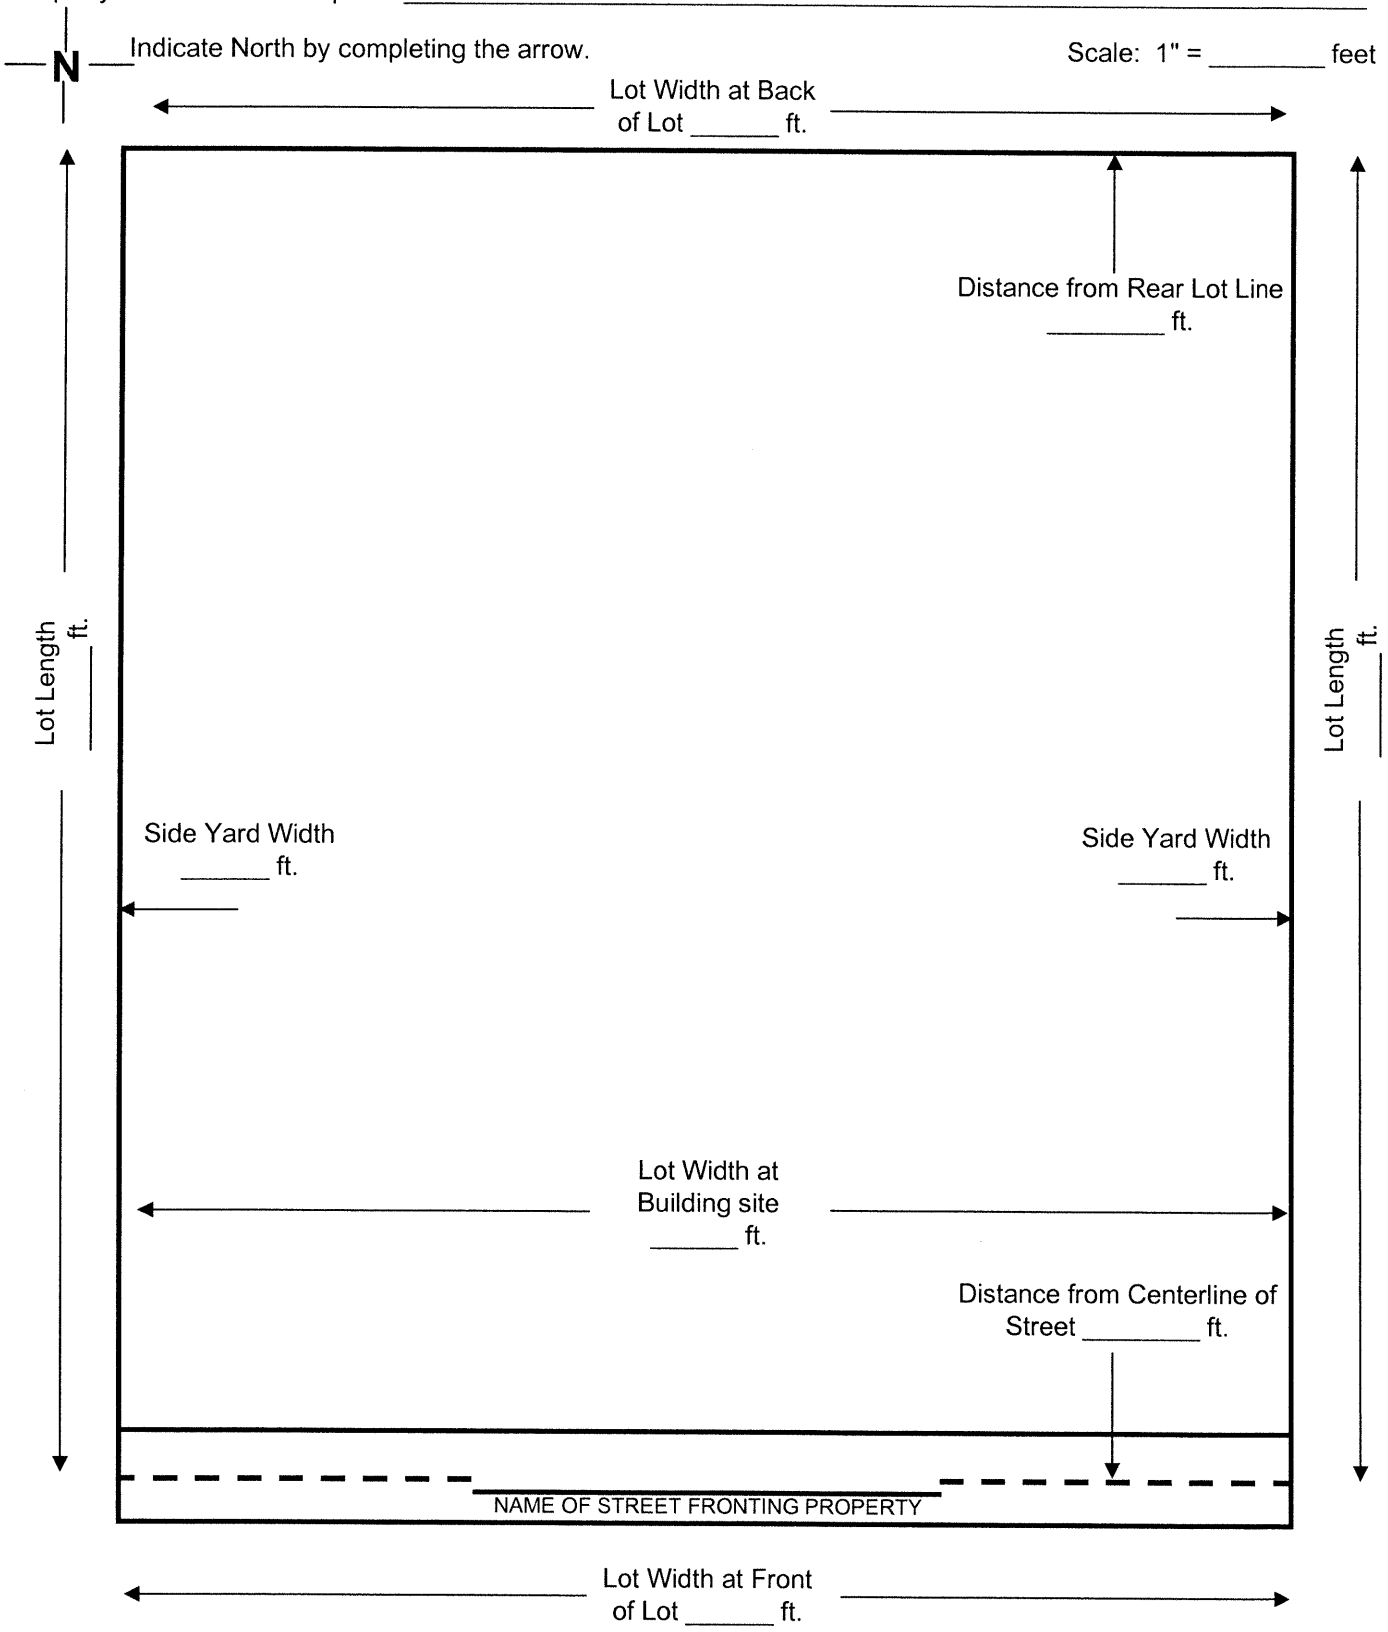 Indicate North by completing the arrow.
N
Scale: 1" = _________ feet
Lot Width at Back
of Lot ______ ft.
Distance from Rear Lot Line
________ ft.
Lot Length
_______ ft.
Lot Length
_______ ft.
Side Yard Width
______ ft.
Side Yard Width
______ ft.
Lot Width at
Building site
______ ft.
Distance from Centerline of
Street ________ ft.
NAME OF STREET FRONTING PROPERTY
Lot Width at Front
of Lot ______ ft.